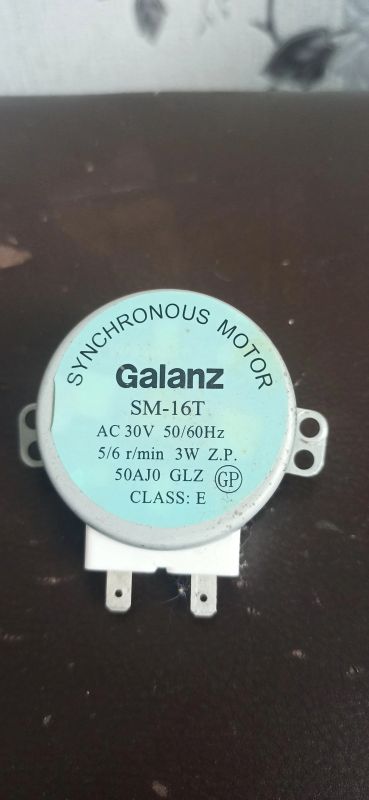 SYNCHRONOUS MOTOR
Galanz
SM-16T
AC 30V 50/60Hz
5/6 r/min 3W Z.P.
50AJ0 GLZ GP
CLASS: E